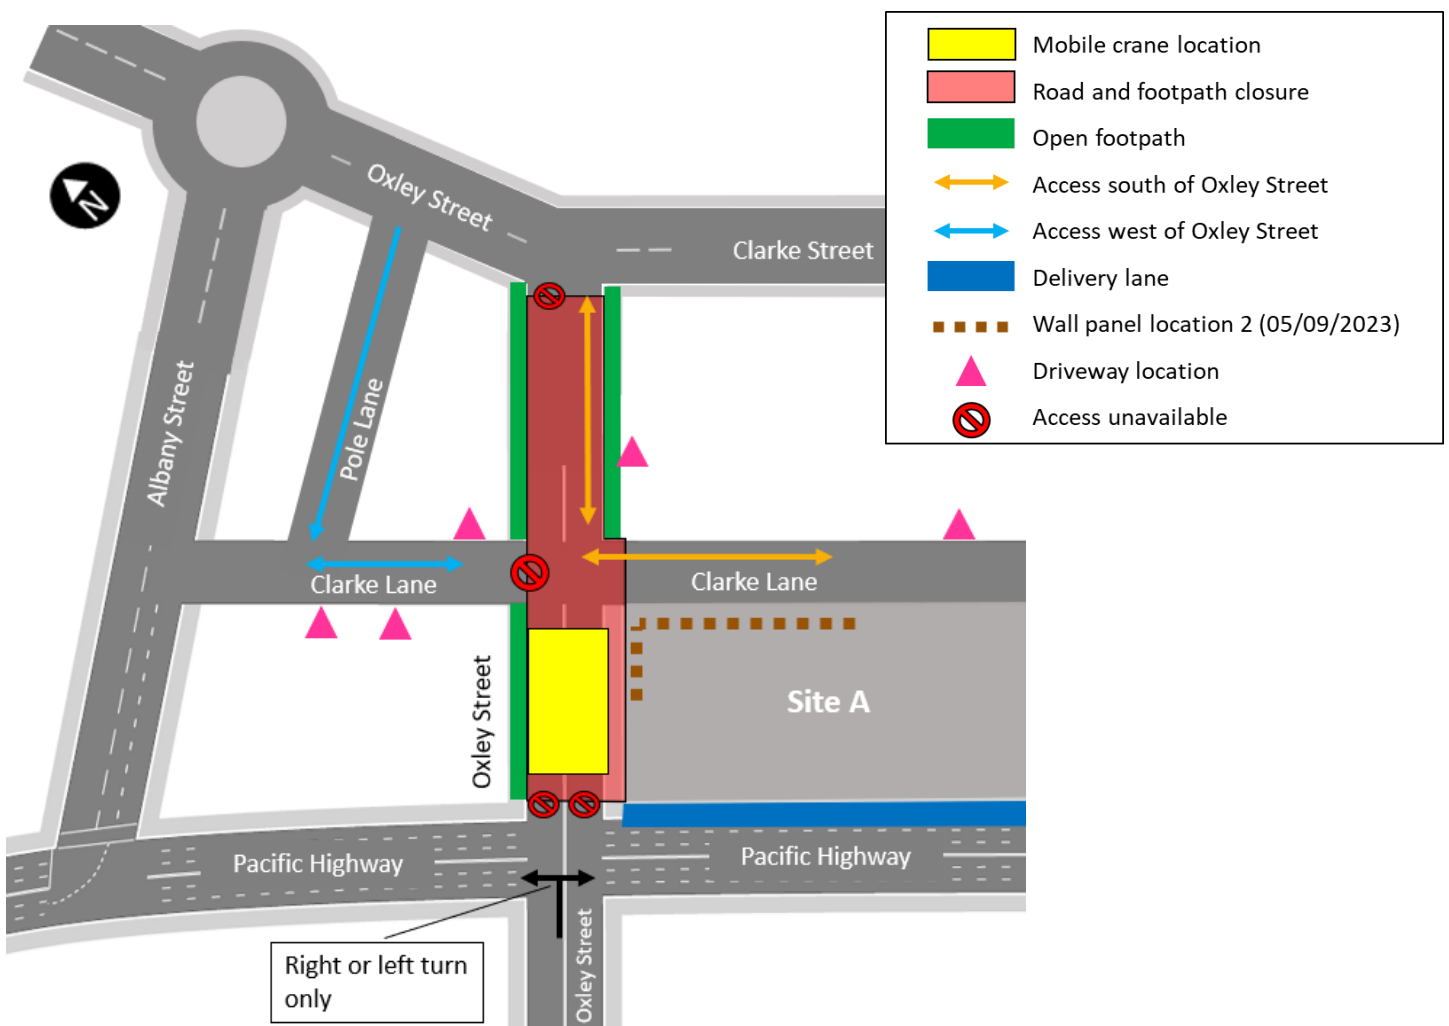 Mobile crane location
Road and footpath closure
Open footpath
Access south of Oxley Street
Access west of Oxley Street
Delivery lane
Wall panel location 2 (05/09/2023)
Driveway location
Access unavailable
N
Oxley Street
Clarke Street
Albany Street
Pole Lane
Clarke Lane
Clarke Lane
Oxley Street
Site A
Pacific Highway
Pacific Highway
Oxley Street
Right or left turn
only